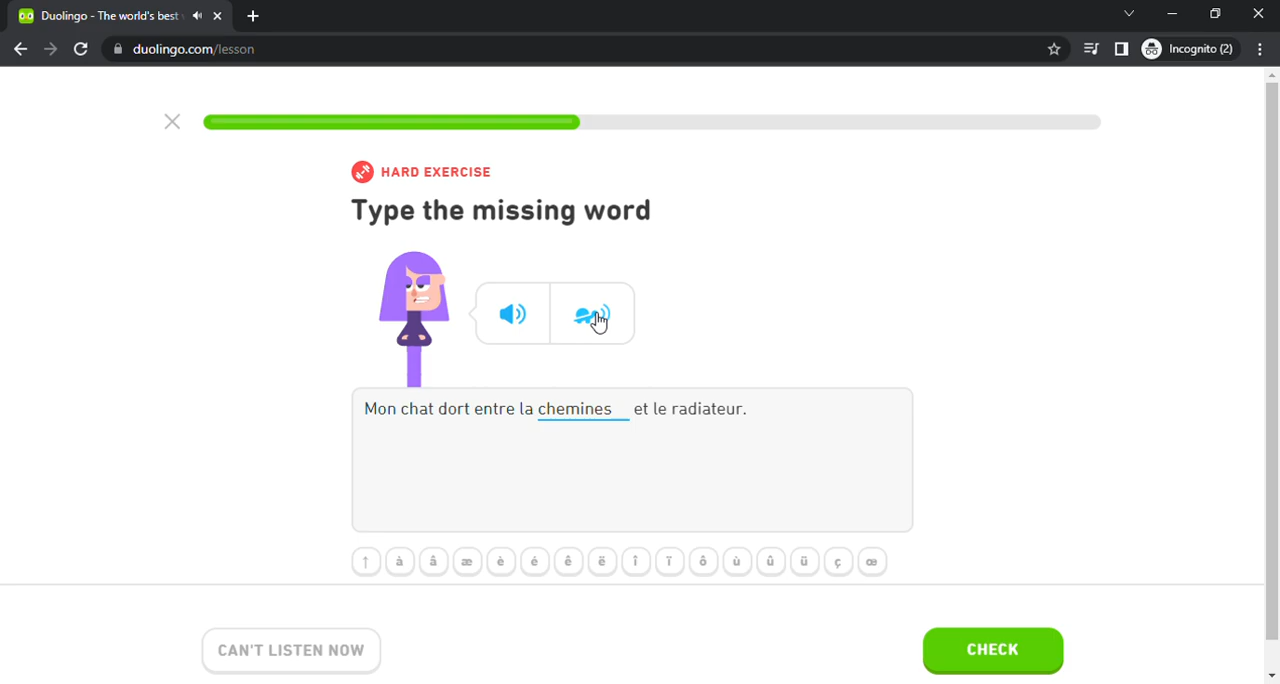 Duolingo - The world's best
duolingo.com/lesson
Incognito (2)
HARD EXERCISE
Type the missing word
Mon chat dort entre la chemines et le radiateur.
↑ à â æ è é ê ë î ï ô ù û ü ç œ
CAN'T LISTEN NOW
CHECK